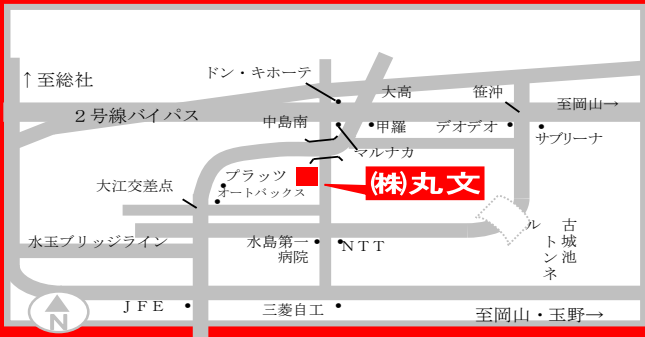 ドン・キホーテ
↑至総社
大高
笹沖
至岡山→
２号線バイパス
中島南
甲羅
デオデオ
サブリーナ
マルナカ
プラッツ
オートバックス
大江交差点
㈱丸文
水玉ブリッジライン
水島第一
病院
ＮＴＴ
古城池
トンネ
ル
ＪＦＥ
三菱自工
至岡山・玉野→
N